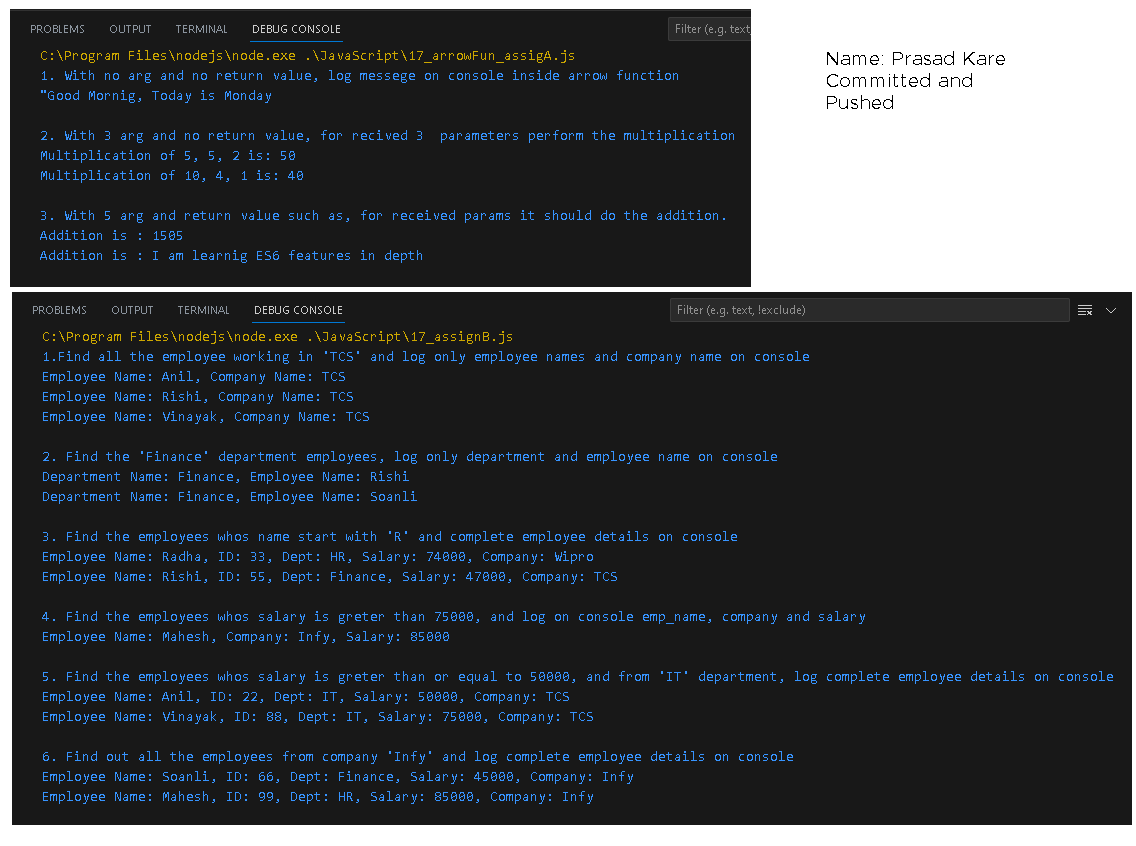 PROBLEMS OUTPUT TERMINAL DEBUG CONSOLE Filter (e.g. text
C:\Program Files\nodejs\node.exe .\JavaScript\17_arrowFun_assigA.js
1. With no arg and no return value, log messege on console inside arrow function
"Good Mornig, Today is Monday
2. With 3 arg and no return value, for recived 3  parameters perform the multiplication
Multiplication of 5, 5, 2 is: 50
Multiplication of 10, 4, 1 is: 40
3. With 5 arg and return value such as, for received params it should do the addition.
Addition is : 1505
Addition is : I am learnig ES6 features in depth
Name: Prasad Kare
Committed and
Pushed
PROBLEMS OUTPUT TERMINAL DEBUG CONSOLE Filter (e.g. text, !exclude)
C:\Program Files\nodejs\node.exe .\JavaScript\17_assignB.js
1.Find all the employee working in 'TCS' and log only employee names and company name on console
Employee Name: Anil, Company Name: TCS
Employee Name: Rishi, Company Name: TCS
Employee Name: Vinayak, Company Name: TCS
2. Find the 'Finance' department employees, log only department and employee name on console
Department Name: Finance, Employee Name: Rishi
Department Name: Finance, Employee Name: Soanli
3. Find the employees whos name start with 'R' and complete employee details on console
Employee Name: Radha, ID: 33, Dept: HR, Salary: 74000, Company: Wipro
Employee Name: Rishi, ID: 55, Dept: Finance, Salary: 47000, Company: TCS
4. Find the employees whos salary is greter than 75000, and log on console emp_name, company and salary
Employee Name: Mahesh, Company: Infy, Salary: 85000
5. Find the employees whos salary is greter than or equal to 50000, and from 'IT' department, log complete employee details on console
Employee Name: Anil, ID: 22, Dept: IT, Salary: 50000, Company: TCS
Employee Name: Vinayak, ID: 88, Dept: IT, Salary: 75000, Company: TCS
6. Find out all the employees from company 'Infy' and log complete employee details on console
Employee Name: Soanli, ID: 66, Dept: Finance, Salary: 45000, Company: Infy
Employee Name: Mahesh, ID: 99, Dept: HR, Salary: 85000, Company: Infy